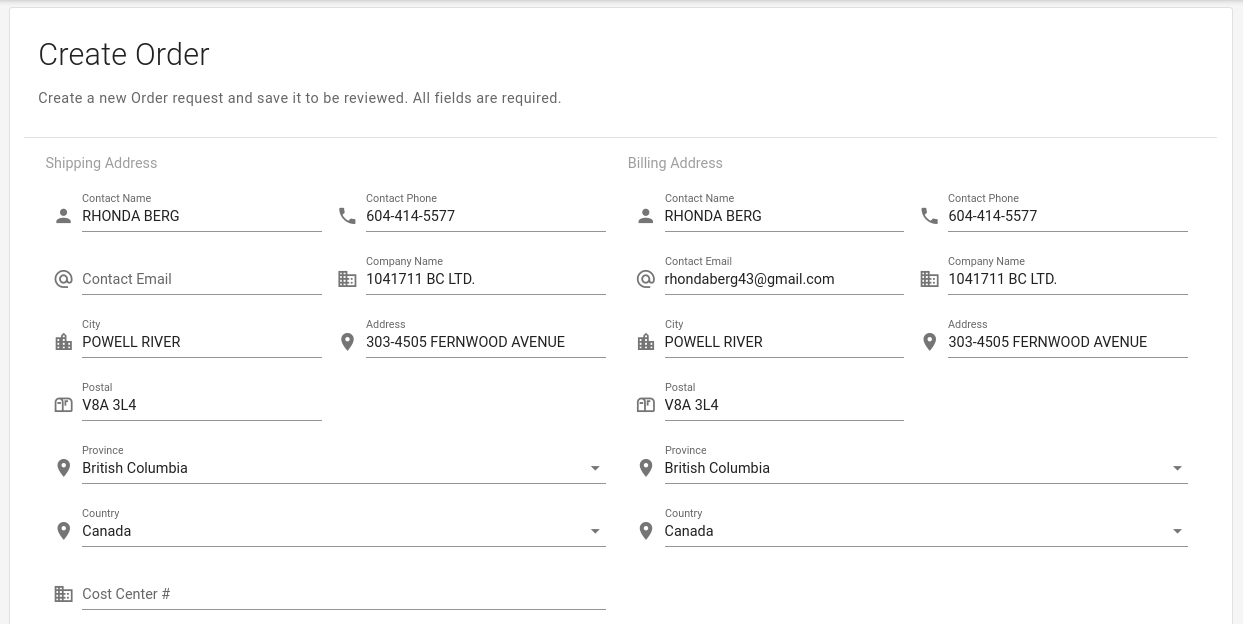 Create Order
Create a new Order request and save it to be reviewed. All fields are required.
Shipping Address
Contact Name
RHONDA BERG
Contact Phone
604-414-5577
Contact Email
Company Name
1041711 BC LTD.
City
POWELL RIVER
Address
303-4505 FERNWOOD AVENUE
Postal
V8A 3L4
Province
British Columbia
Country
Canada
Cost Center #
Billing Address
Contact Name
RHONDA BERG
Contact Phone
604-414-5577
Contact Email
rhondaberg43@gmail.com
Company Name
1041711 BC LTD.
City
POWELL RIVER
Address
303-4505 FERNWOOD AVENUE
Postal
V8A 3L4
Province
British Columbia
Country
Canada